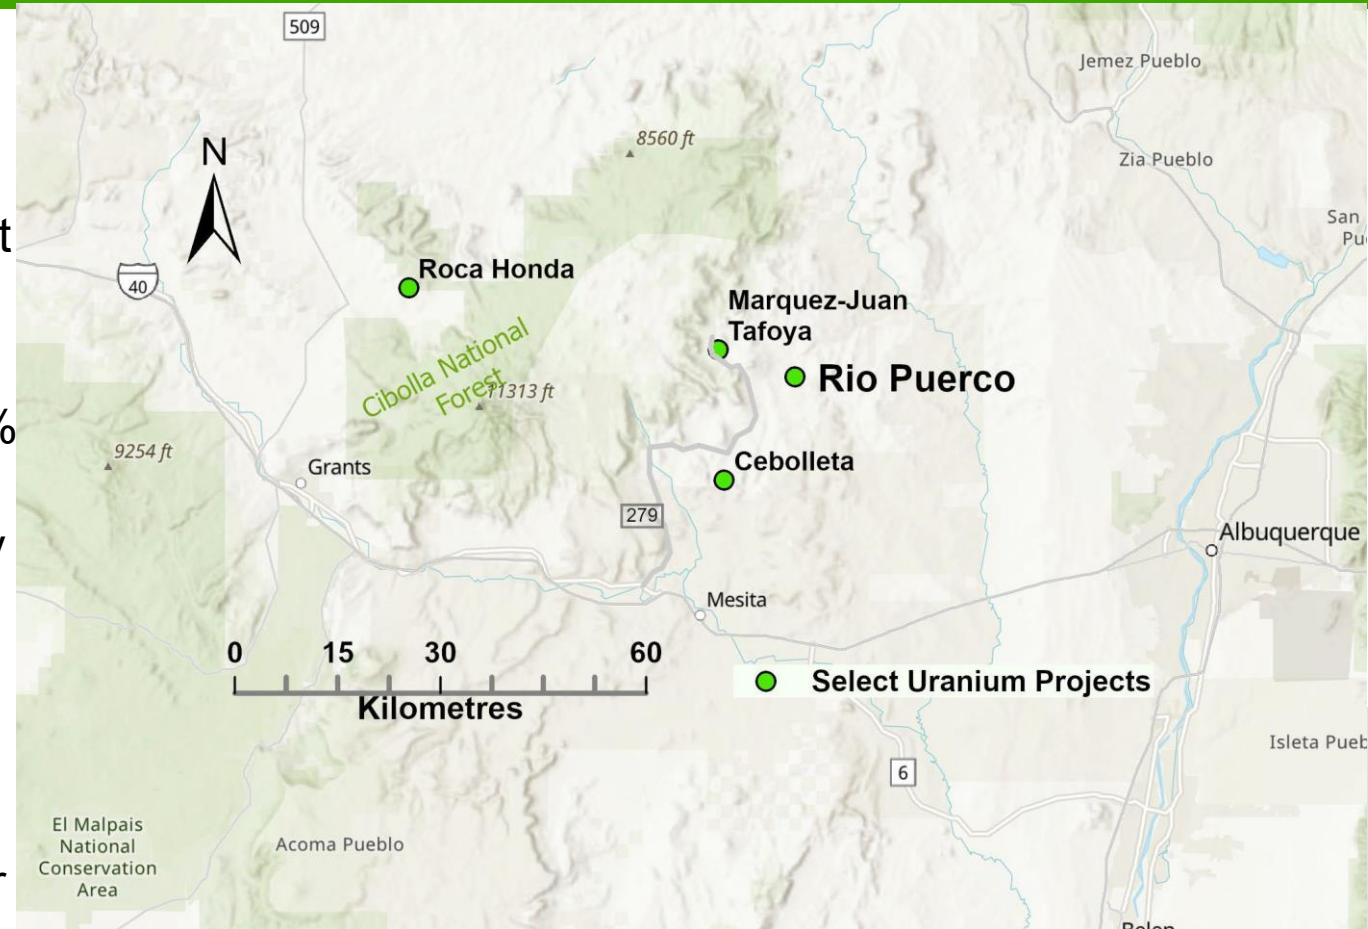 509
Jemez Pueblo
8560 ft
N
Zia Pueblo
t
San
Pu
Roca Honda
40
Marquez-Juan
Tafoya
Cibolla National
Forest
Rio Puerco
11313 ft
%
9254 ft
Grants
Cebolleta
279
Albuquerque
Mesita
0 15 30 60
Kilometres
Select Uranium Projects
Isleta Pueb
6
El Malpais
National
Conservation
Area
Acoma Pueblo
Belen